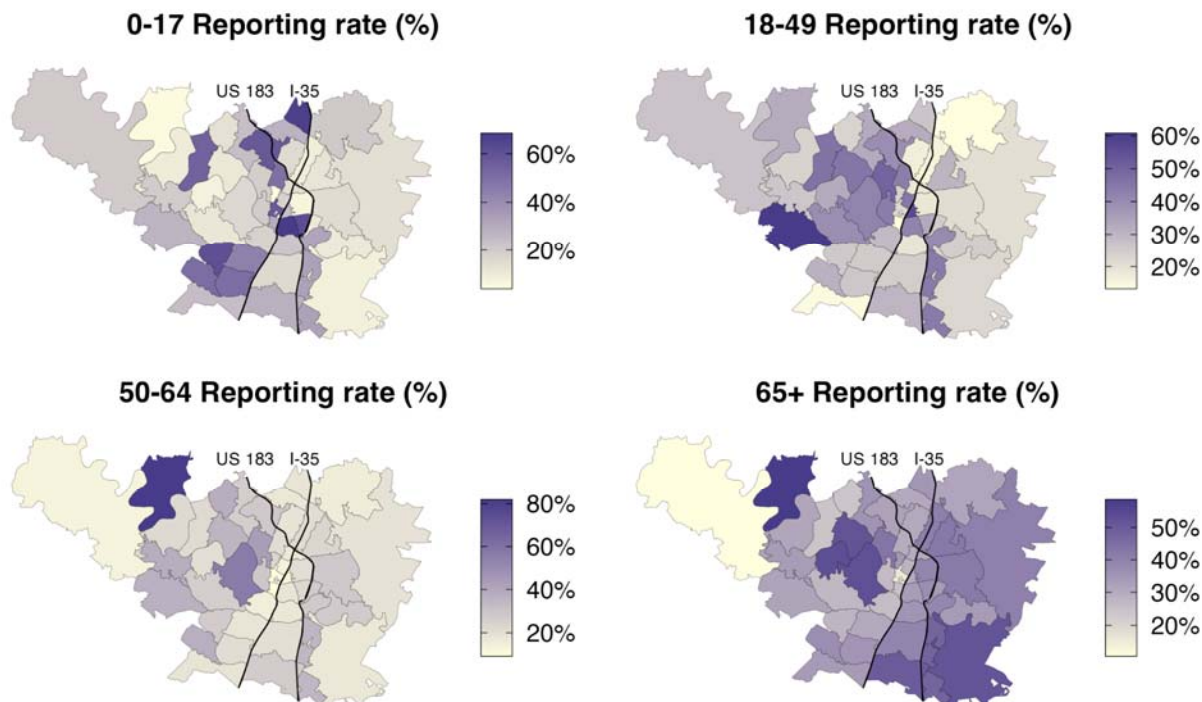 0-17 Reporting rate (%)
US 183 I-35
60%
40%
20%
18-49 Reporting rate (%)
US 183 I-35
60%
50%
40%
30%
20%
50-64 Reporting rate (%)
US 183 I-35
80%
60%
40%
20%
65+ Reporting rate (%)
US 183 I-35
50%
40%
30%
20%